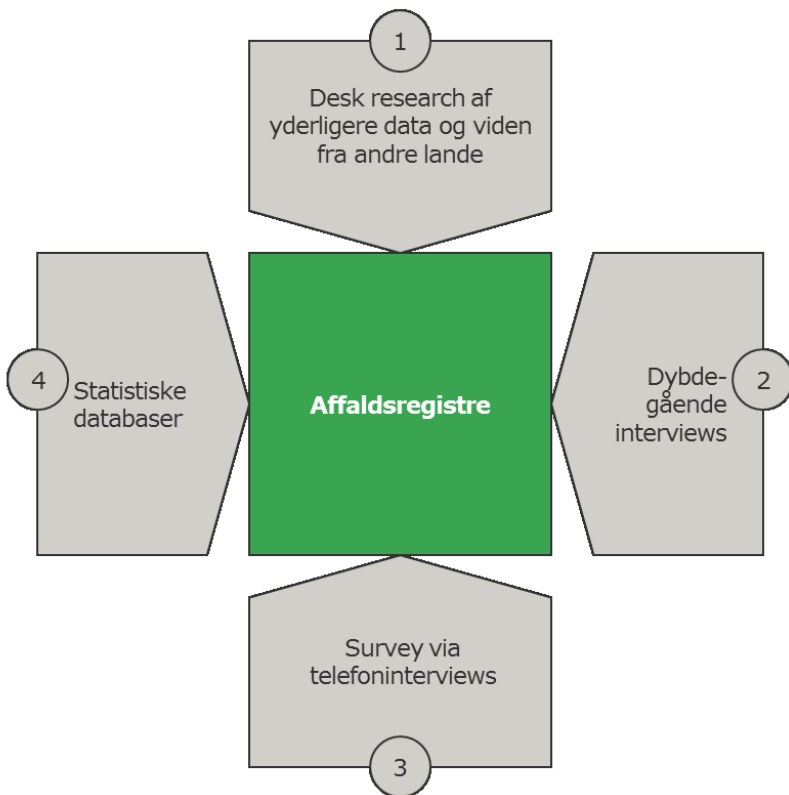 1
Desk research af
yderligere data og viden
fra andre lande
4
Statistiske
databaser
Affaldsregistre
Dybde-
gående
interviews
2
Survey via
telefoninterviews
3